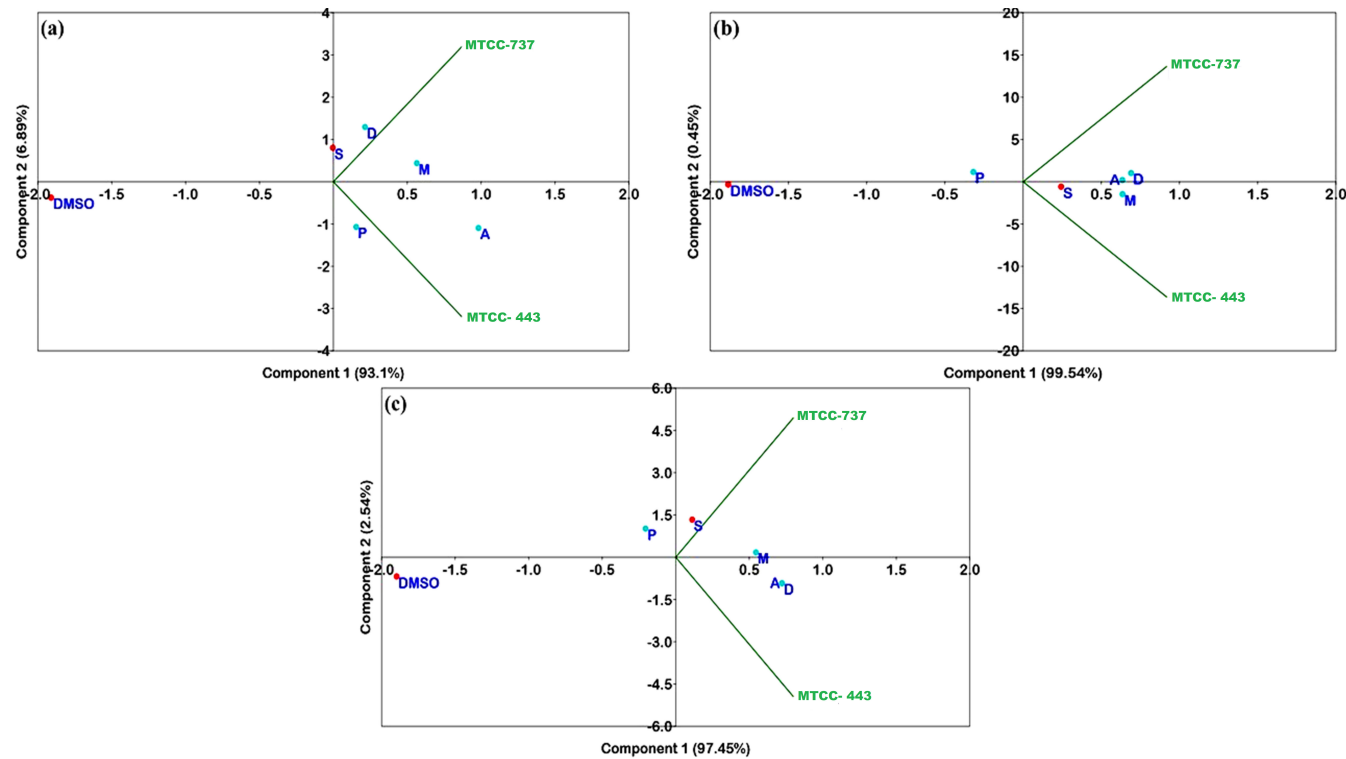 (a)
4
3
2
1
-1
-2
-3
-4
-2.0
-1.5
-1.0
-0.5
0.5
1.0
1.5
2.0
MTCC-737
D
S
M
DMSO
P
A
MTCC- 443
Component 2 (6.89%)
Component 1 (93.1%)
(b)
20
15
10
5
-5
-10
-15
-20
-2.0
-1.5
-1.0
-0.5
0.5
1.0
1.5
2.0
MTCC-737
P
A
D
DMSO
S
M
MTCC- 443
Component 2 (0.45%)
Component 1 (99.54%)
(c)
6.0
4.5
3.0
1.5
-1.5
-3.0
-4.5
-6.0
2.0
-1.5
-1.0
-0.5
0.5
1.0
1.5
2.0
MTCC-737
S
P
M
DMSO
A
D
MTCC- 443
Component 2 (2.54%)
Component 1 (97.45%)